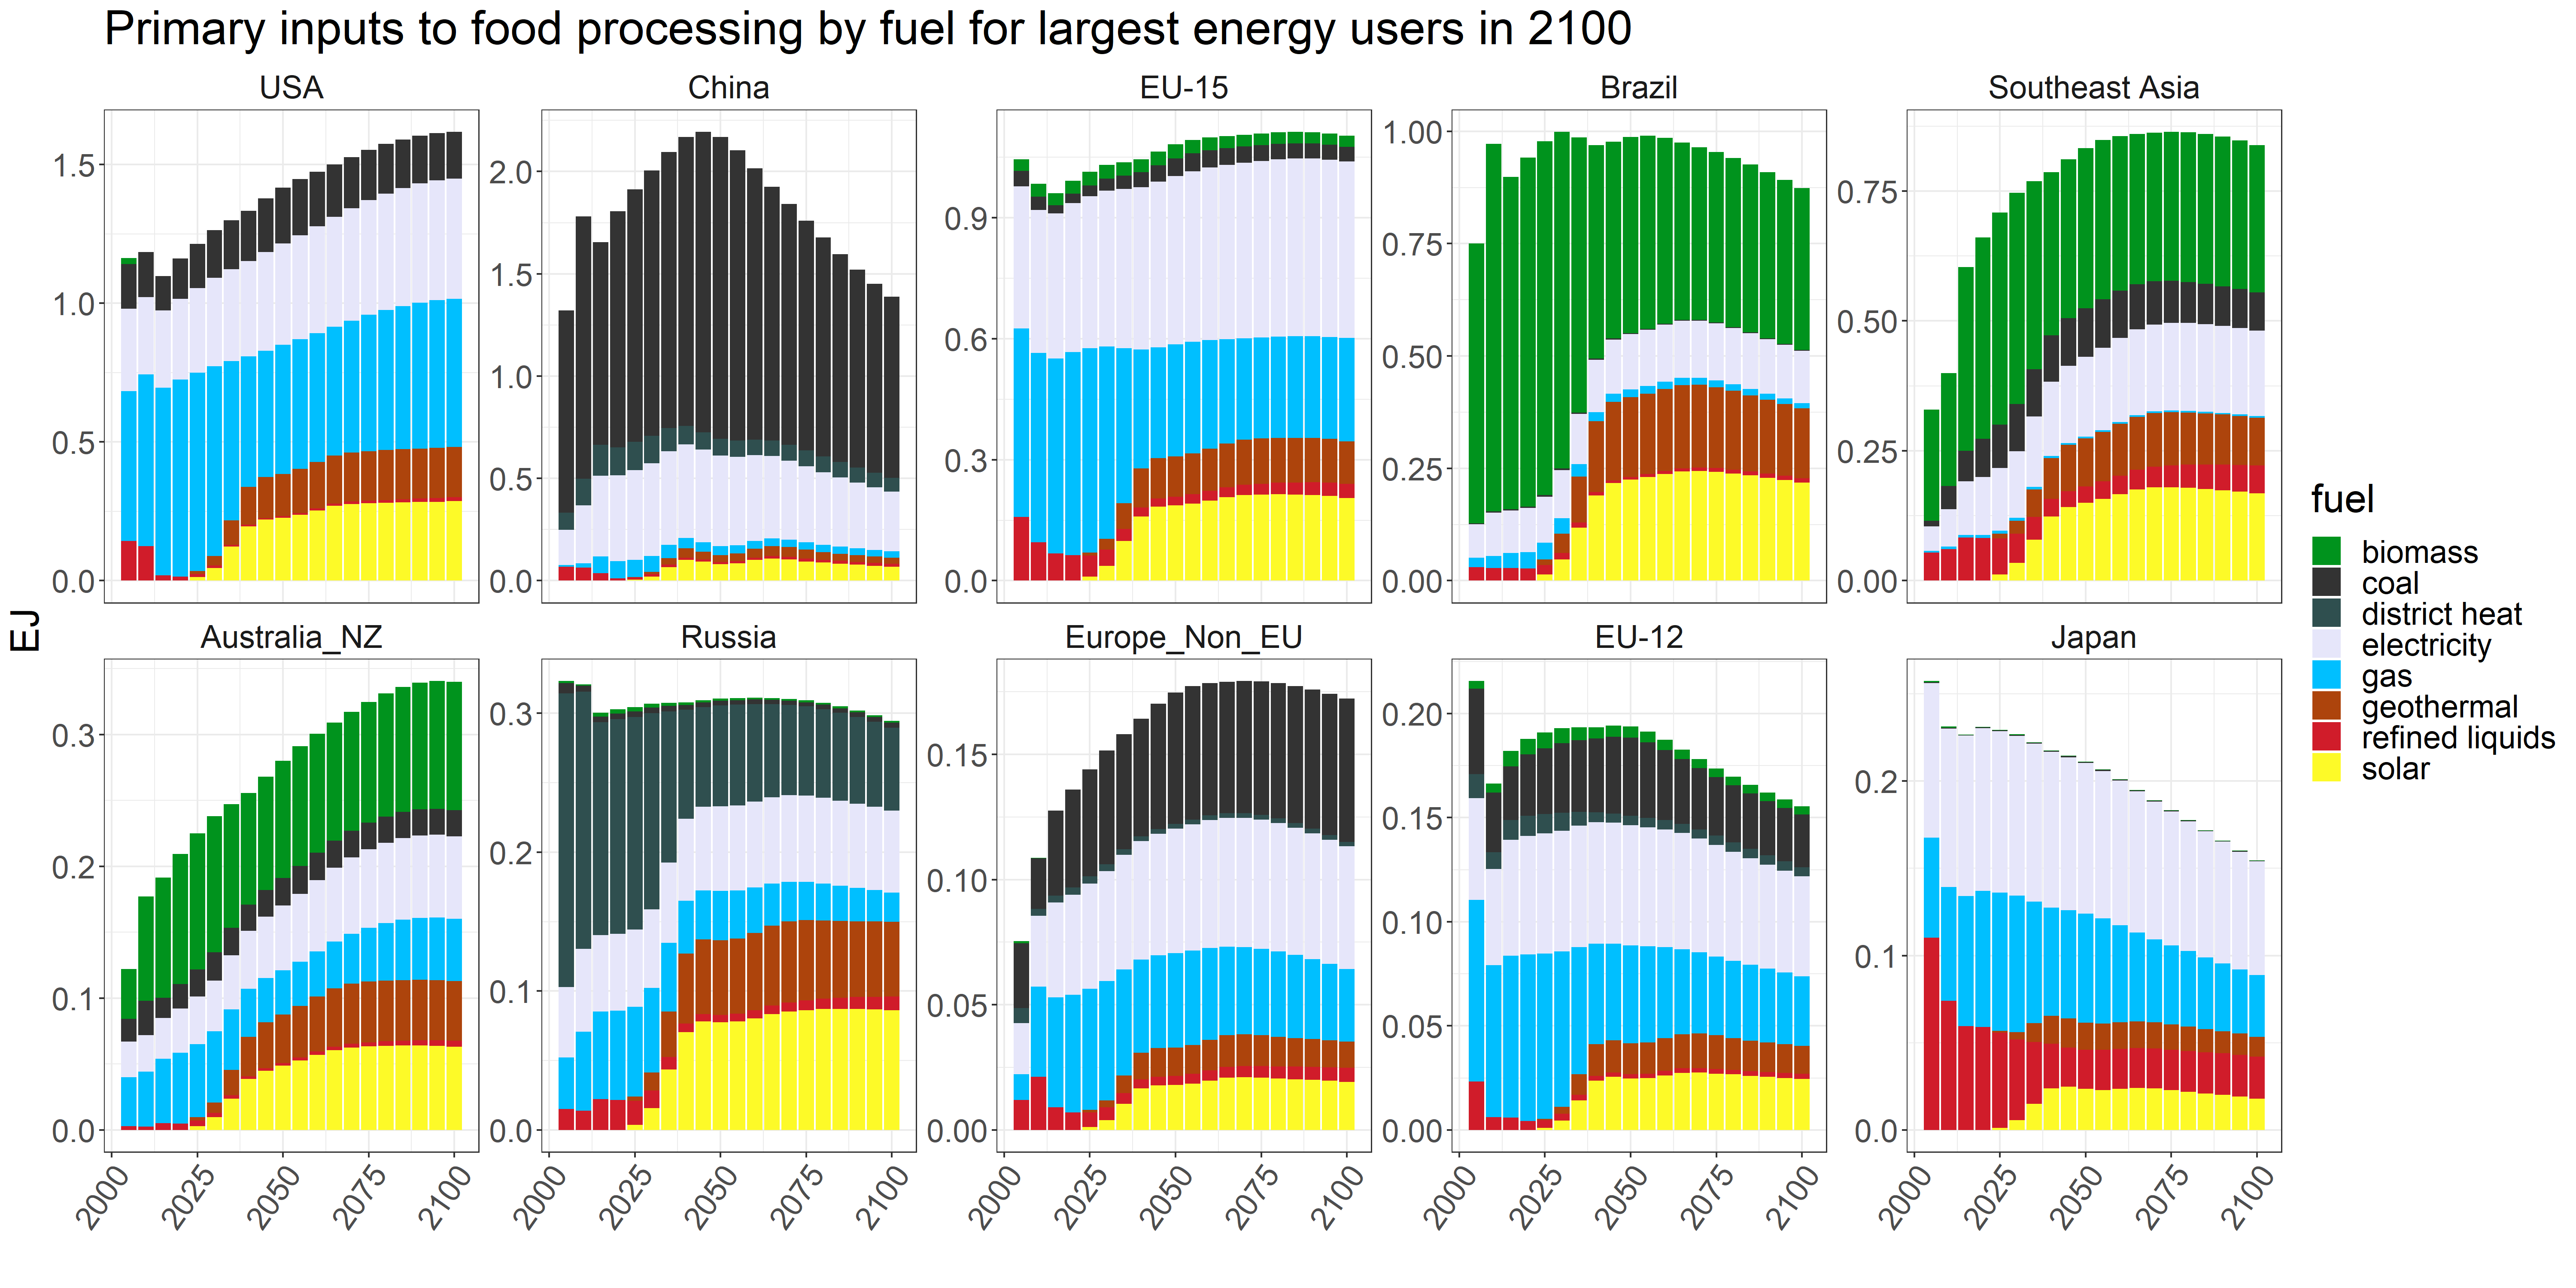 Primary inputs to food processing by fuel for largest energy users in 2100
USA
China
EU-15
Brazil
Southeast Asia
1.5
1.0
0.5
0.0
2.0
1.5
1.0
0.5
0.0
0.9
0.6
0.3
0.0
1.00
0.75
0.50
0.25
0.00
0.75
0.50
0.25
0.00
EJ
Australia_NZ
Russia
Europe_Non_EU
EU-12
Japan
0.3
0.2
0.1
0.0
0.3
0.2
0.1
0.0
0.15
0.10
0.05
0.00
0.20
0.15
0.10
0.05
0.00
0.2
0.1
0.0
2000 2025 2050 2075 2100
2000 2025 2050 2075 2100
2000 2025 2050 2075 2100
2000 2025 2050 2075 2100
2000 2025 2050 2075 2100
fuel
biomass
coal
district heat
electricity
gas
geothermal
refined liquids
solar